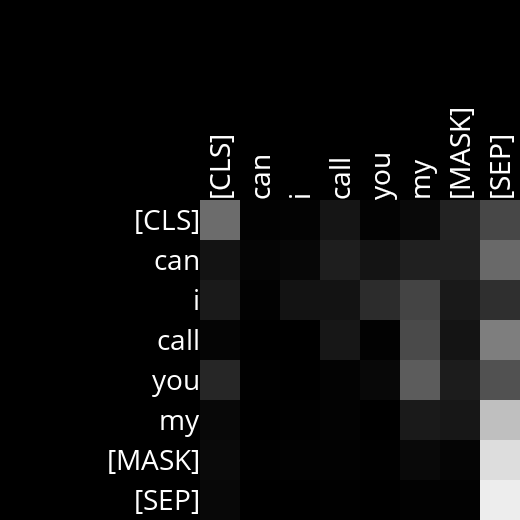 [CLS] can i call you my [MASK] [SEP]
[CLS]
can
i
call
you
my
[MASK]
[SEP]